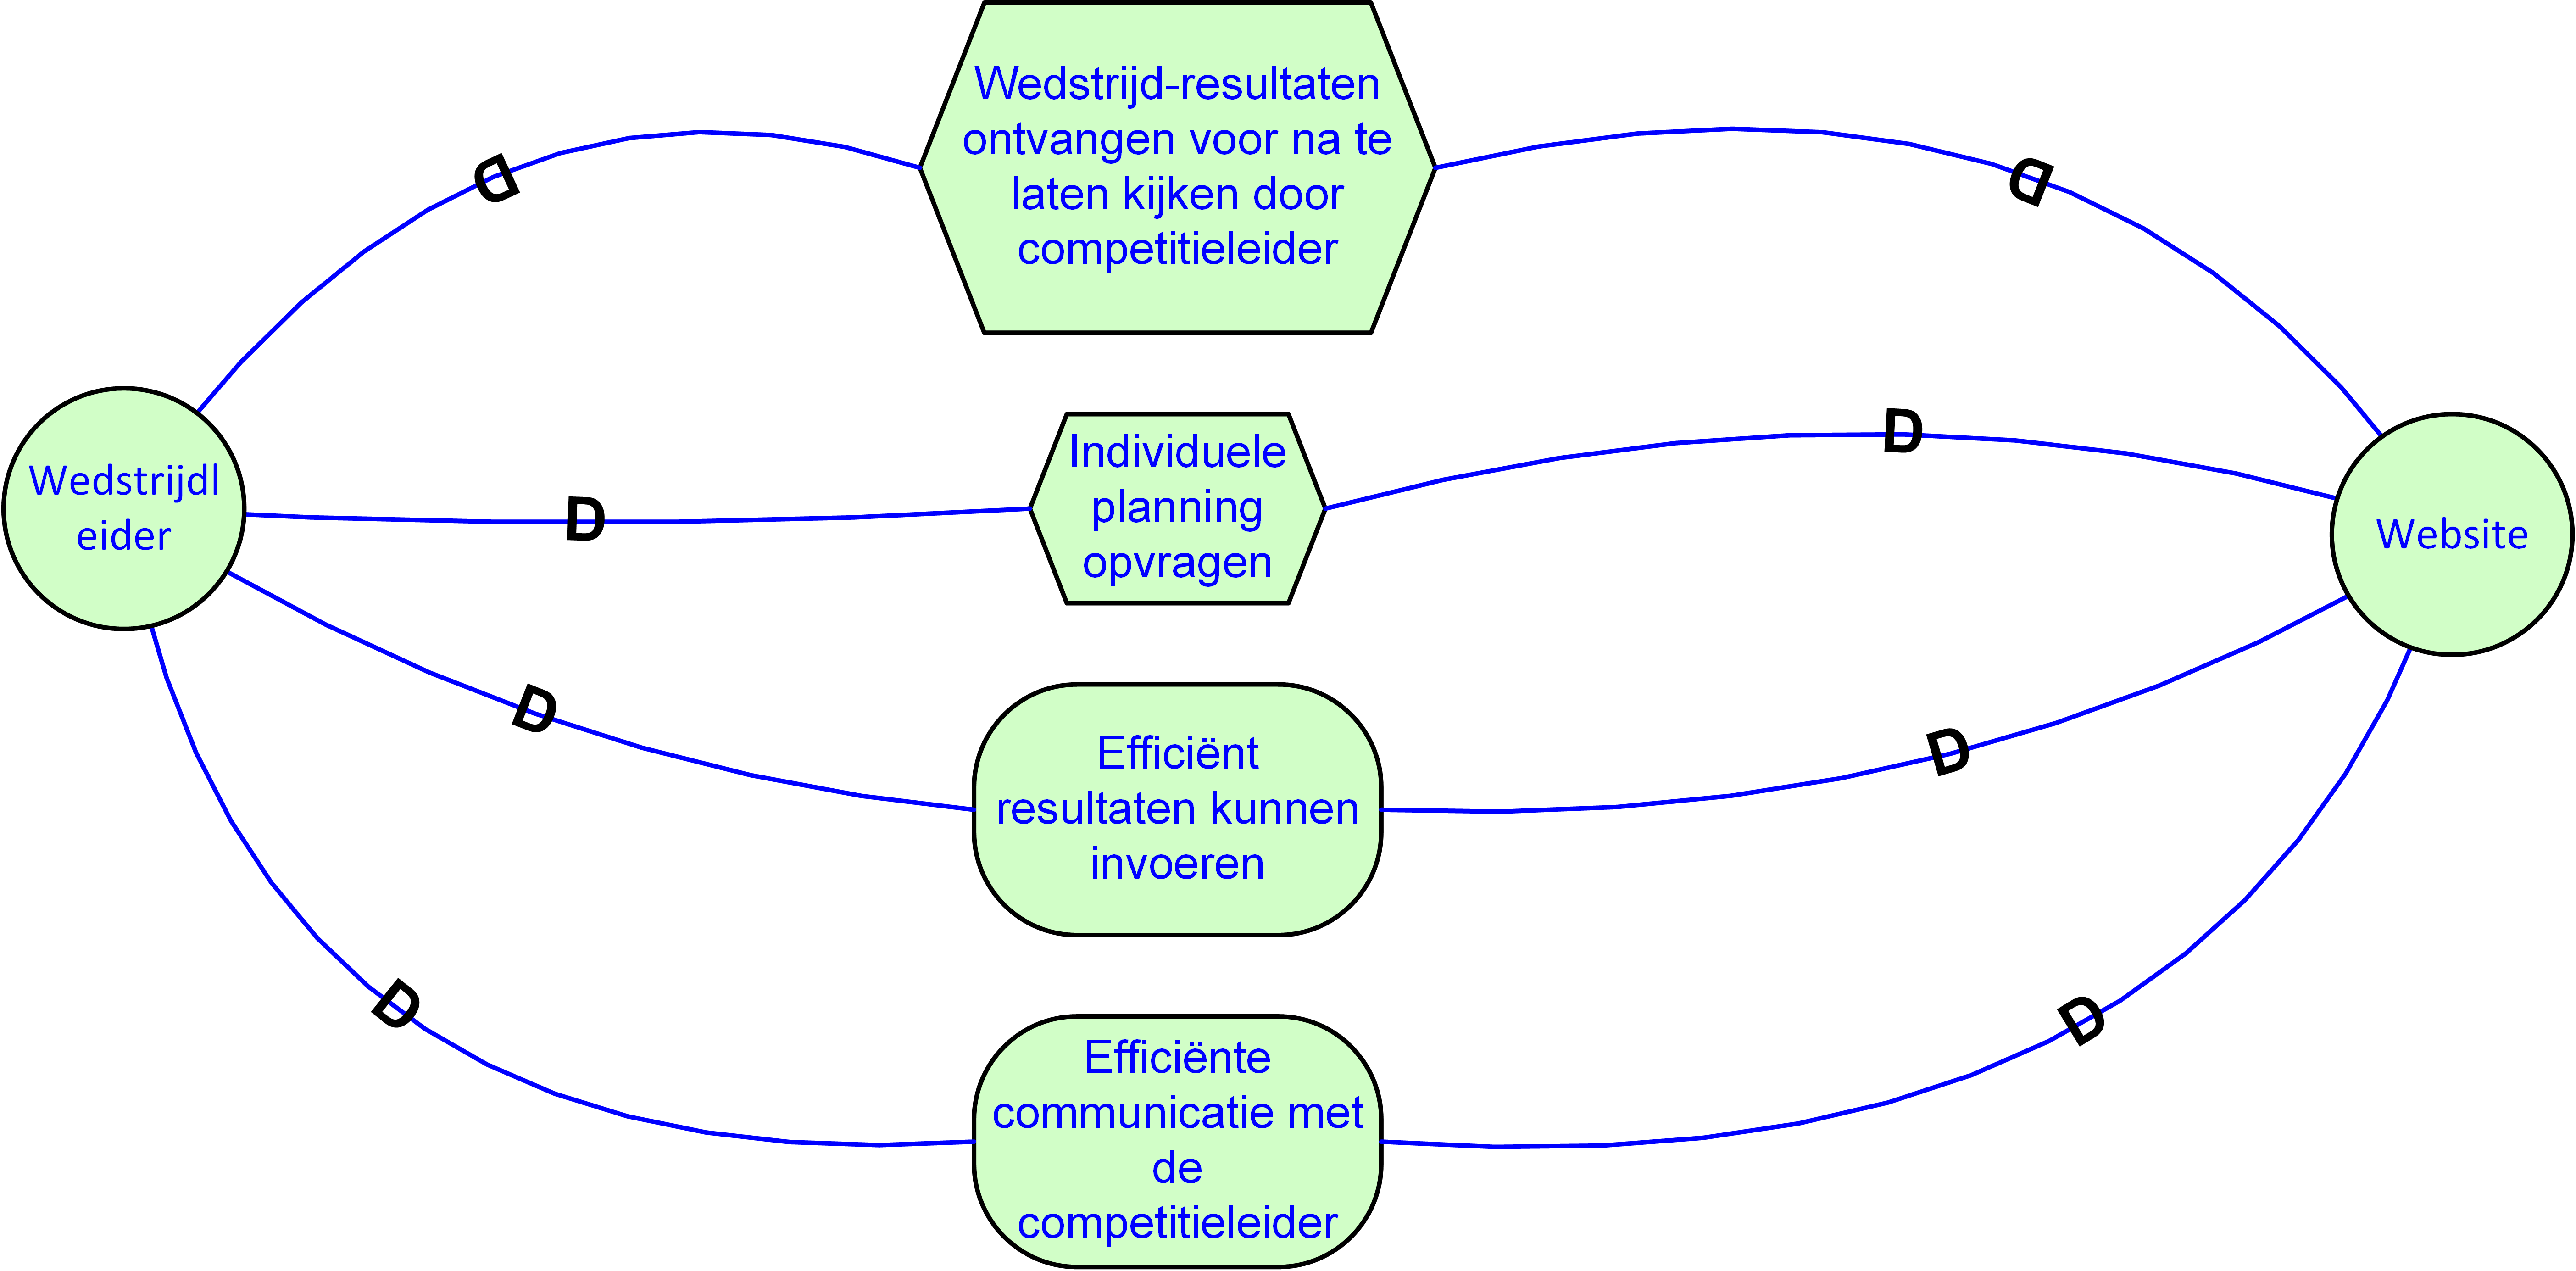 Wedstrijd-resultaten
ontvangen voor na te
laten kijken door
competitieleider
D
D
Wedstrijdl
eider
D
Individuele
planning
opvragen
D
Website
D
Efficiënt
resultaten kunnen
invoeren
D
D
Efficiënte
communicatie met
de
competitieleider
D